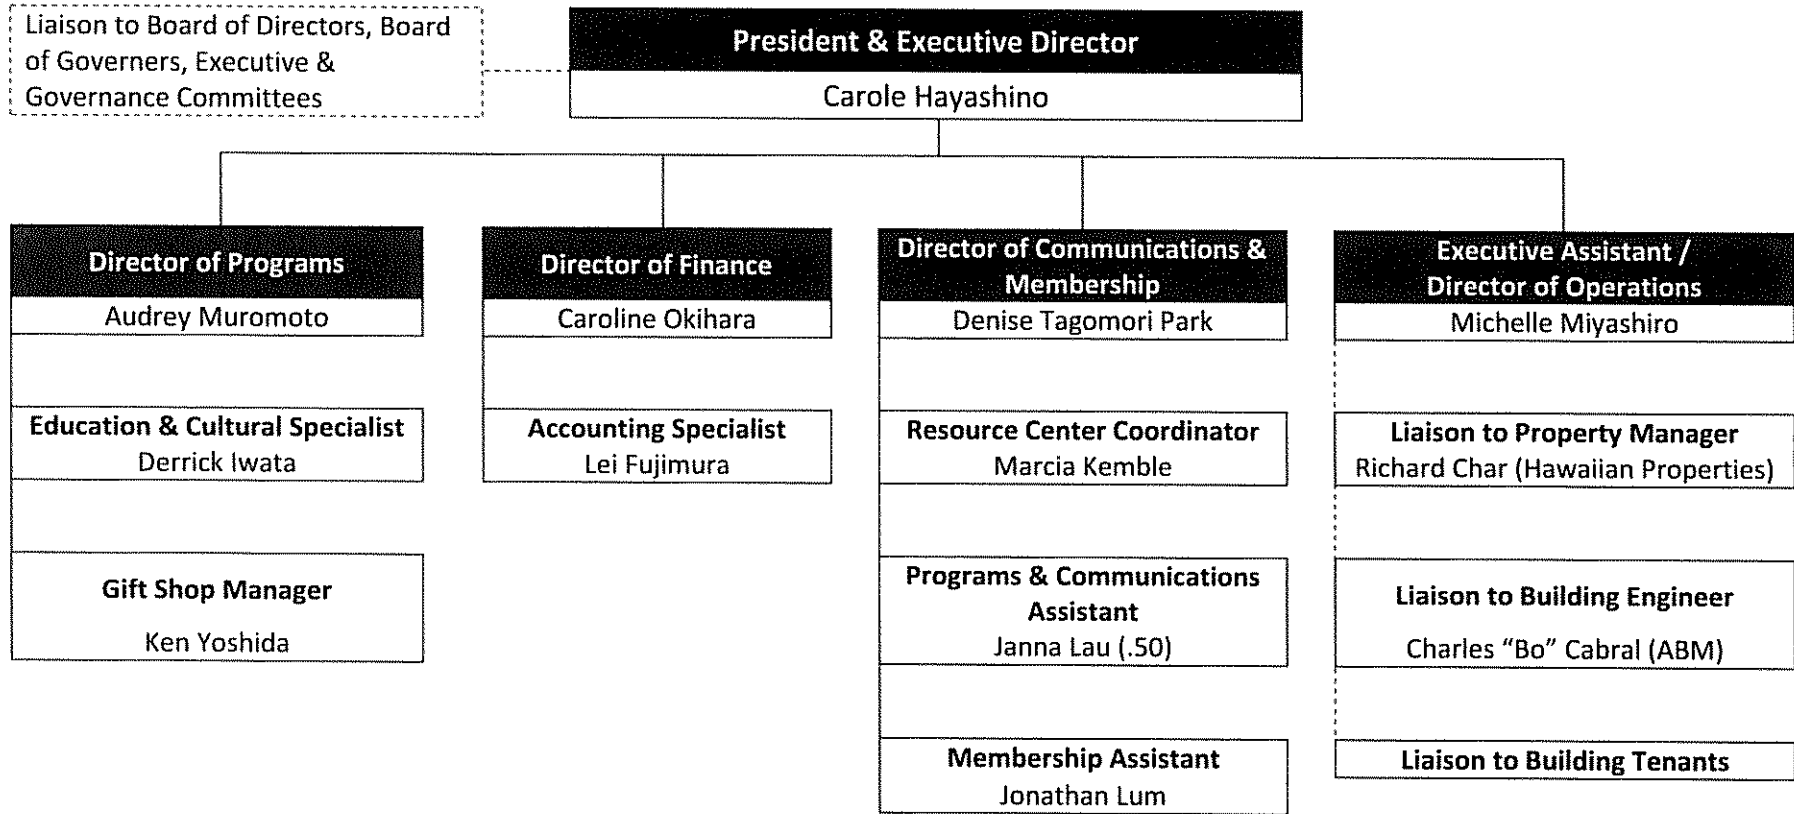 Liaison to Board of Directors, Board
of Governers, Executive &
Governance Committees
President & Executive Director
Carole Hayashino
Director of Programs
Audrey Muromoto
Education & Cultural Specialist
Derrick Iwata
Gift Shop Manager
Ken Yoshida
Director of Finance
Caroline Okihara
Accounting Specialist
Lei Fujimura
Director of Communications &
Membership
Denise Tagomori Park
Resource Center Coordinator
Marcia Kemble
Programs & Communications
Assistant
Janna Lau (.50)
Membership Assistant
Jonathan Lum
Executive Assistant /
Director of Operations
Michelle Miyashiro
Liaison to Property Manager
Richard Char (Hawaiian Properties)
Liaison to Building Engineer
Charles “Bo” Cabral (ABM)
Liaison to Building Tenants